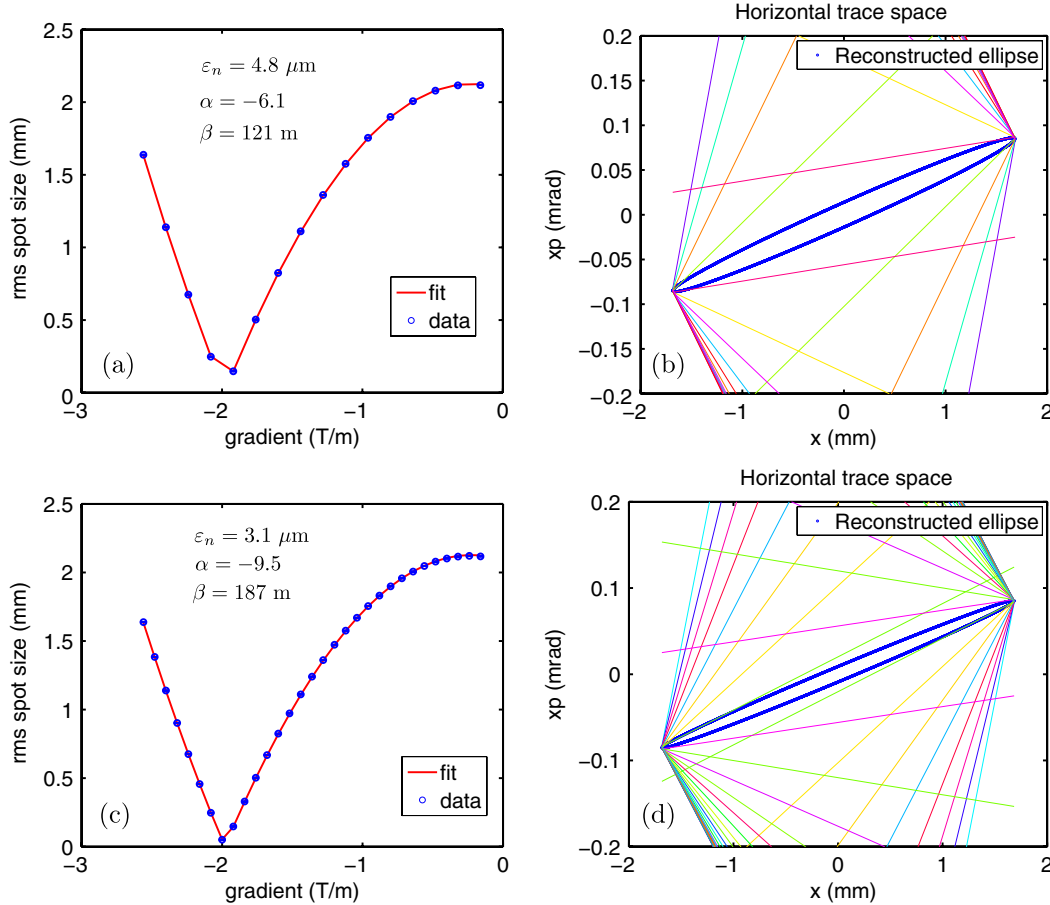 2.5
2
1.5
1
0.5
0
−3
−2
−1
0
rms spot size (mm)
gradient (T/m)
εn = 4.8 μm
α = −6.1
β = 121 m
fit
data
(a)
Horizontal trace space
0.2
0.15
0.1
0.05
0
−0.05
−0.1
−0.15
−0.2
−2
−1
0
1
2
xp (mrad)
x (mm)
Reconstructed ellipse
(b)
2.5
2
1.5
1
0.5
0
−3
−2
−1
0
rms spot size (mm)
gradient (T/m)
εn = 3.1 μm
α = −9.5
β = 187 m
fit
data
(c)
Horizontal trace space
0.2
0.1
0
−0.1
−0.2
−2
−1
0
1
2
xp (mrad)
x (mm)
Reconstructed ellipse
(d)